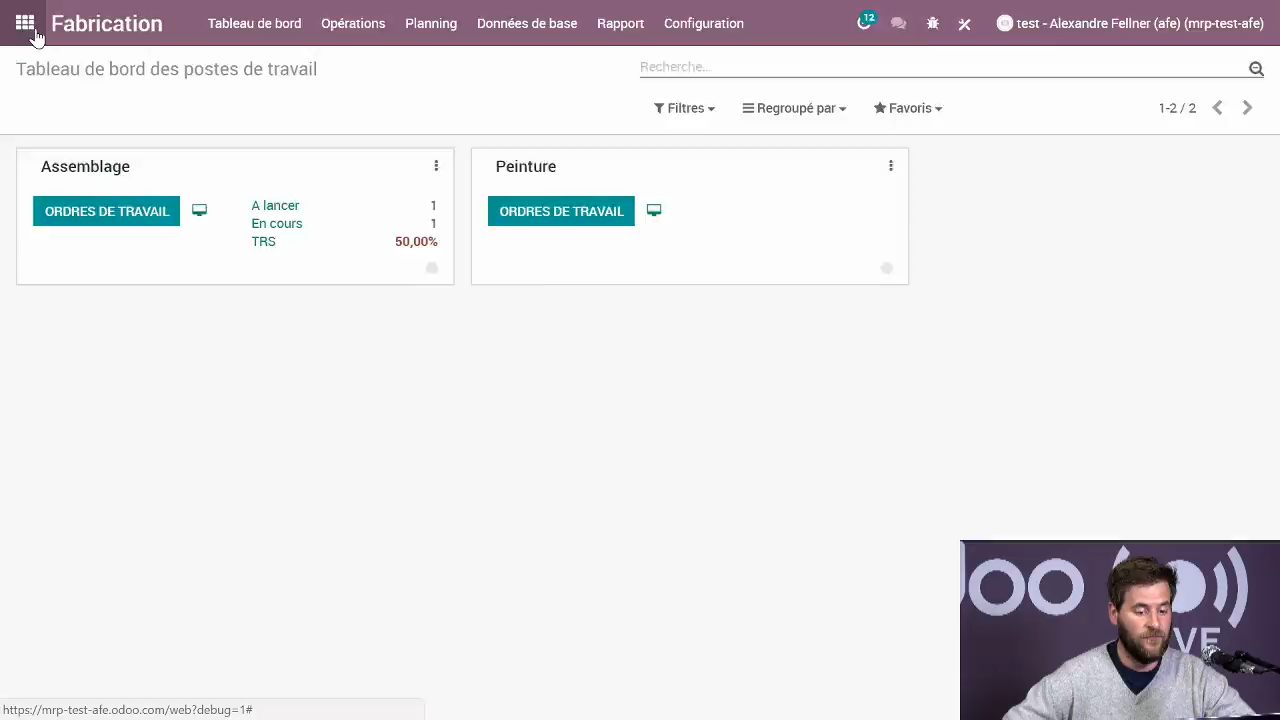 Fabrication
Tableau de bord Opérations Planning Données de base Rapport Configuration
12
test - Alexandre Fellner (afe) (mrp-test-afe)
Tableau de bord des postes de travail
Recherche...
Filtres Regroupé par Favoris
1-2 / 2
Assemblage
ORDRES DE TRAVAIL
A lancer 1
En cours 1
TRS 50,00%
Peinture
ORDRES DE TRAVAIL
https://mrp-test-afe.odoo.com/web?debug=1#